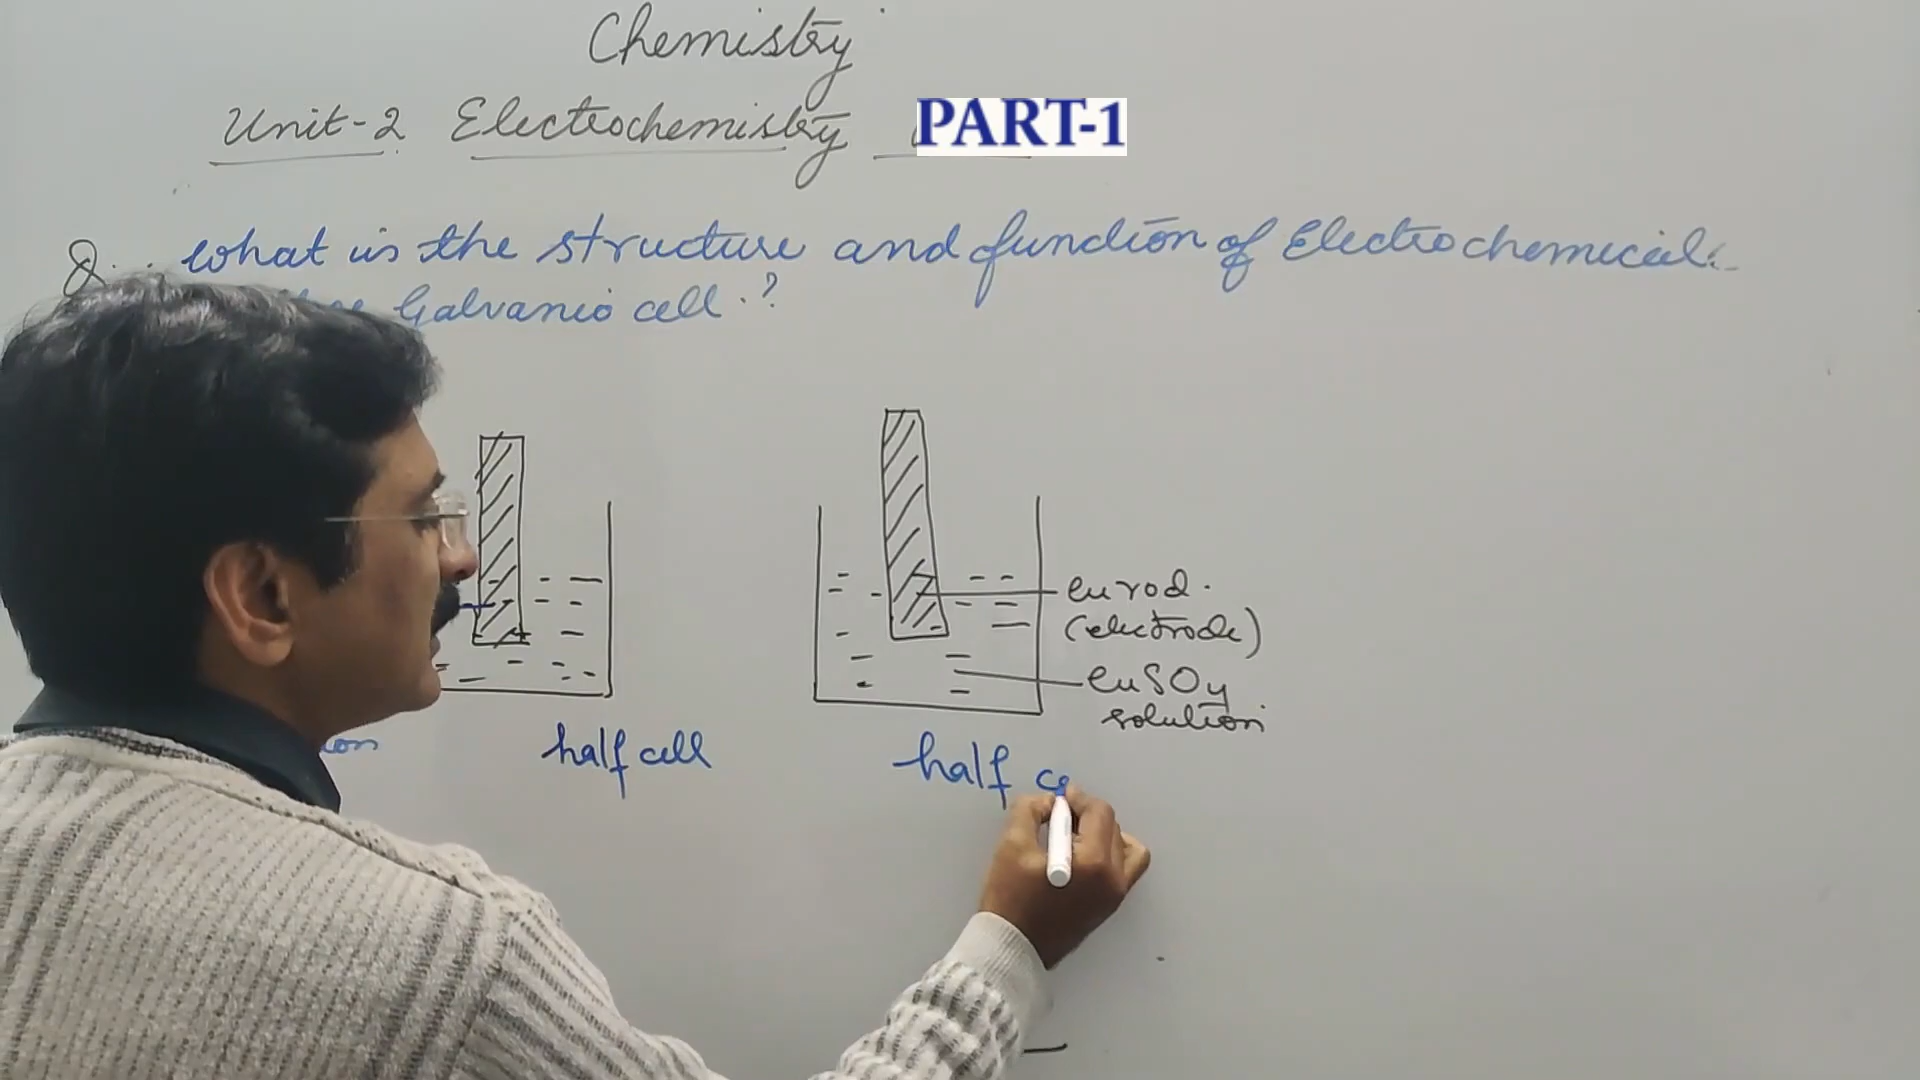 Chemistry
Unit-2 Electrochemistry PART-1
Q. What is the structure and function of Electrochemical
Galvanic cell.?
Cu rod.
(electrode)
CuSO4
solution
half cell
half ce